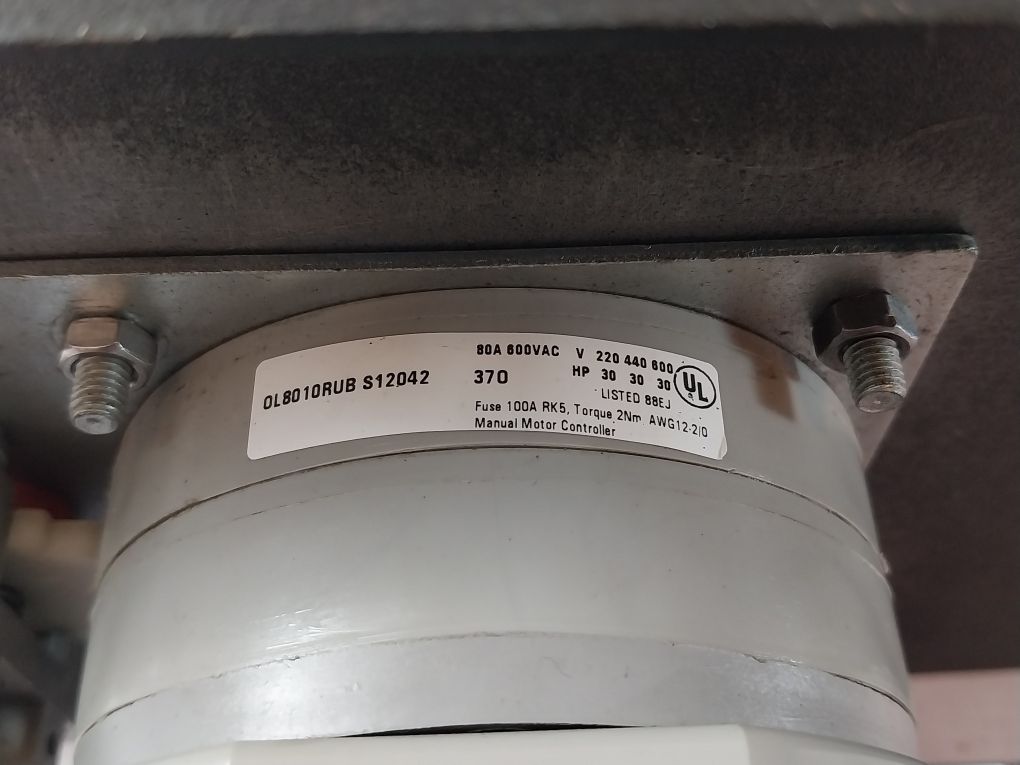 OL8010RUB S12042
80A 600VAC V 220 440 600
370 HP 30 30 30
UL
LISTED 88EJ
Fuse 100A RK5, Torque 2Nm AWG12-2/0
Manual Motor Controller